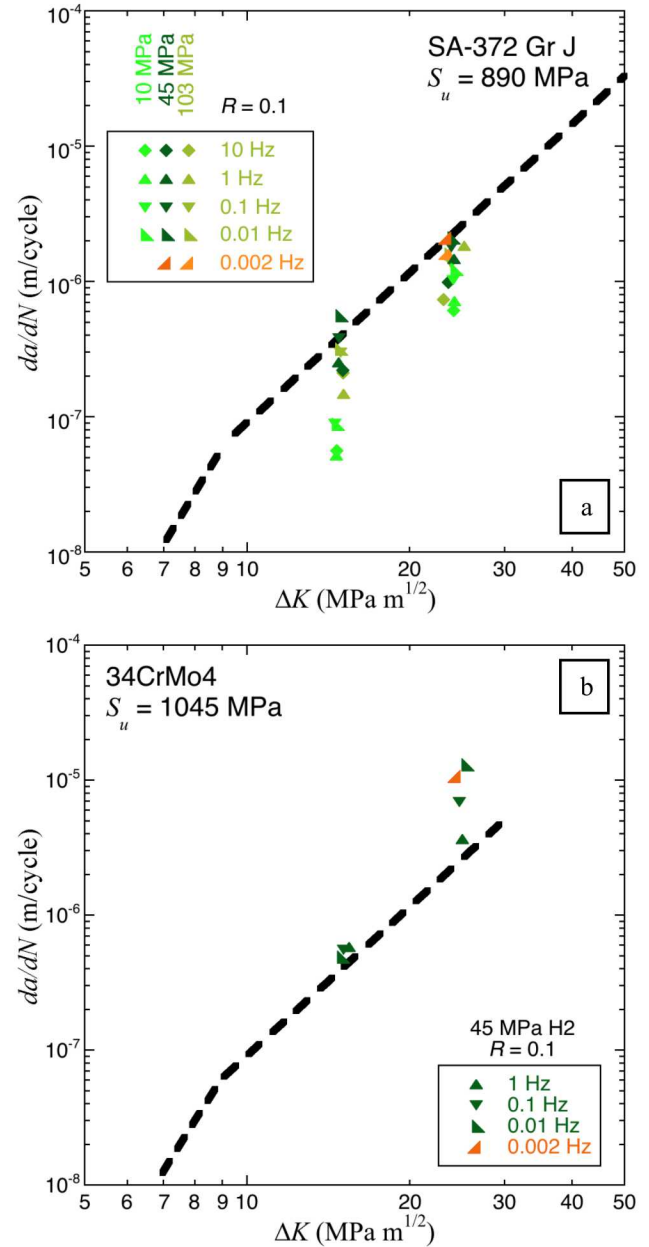 10⁻⁴
10 MPa
45 MPa
103 MPa
R = 0.1
SA-372 Gr J
Sᵤ = 890 MPa
10 Hz
1 Hz
0.1 Hz
0.01 Hz
0.002 Hz
10⁻⁵
10⁻⁶
10⁻⁷
10⁻⁸
da/dN (m/cycle)
a
5 6 7 8 9 10 20 30 40 50
ΔK (MPa m^1/2)
10⁻⁴
34CrMo4
Sᵤ = 1045 MPa
b
10⁻⁵
10⁻⁶
10⁻⁷
10⁻⁸
da/dN (m/cycle)
45 MPa H2
R = 0.1
1 Hz
0.1 Hz
0.01 Hz
0.002 Hz
5 6 7 8 9 10 20 30 40 50
ΔK (MPa m^1/2)